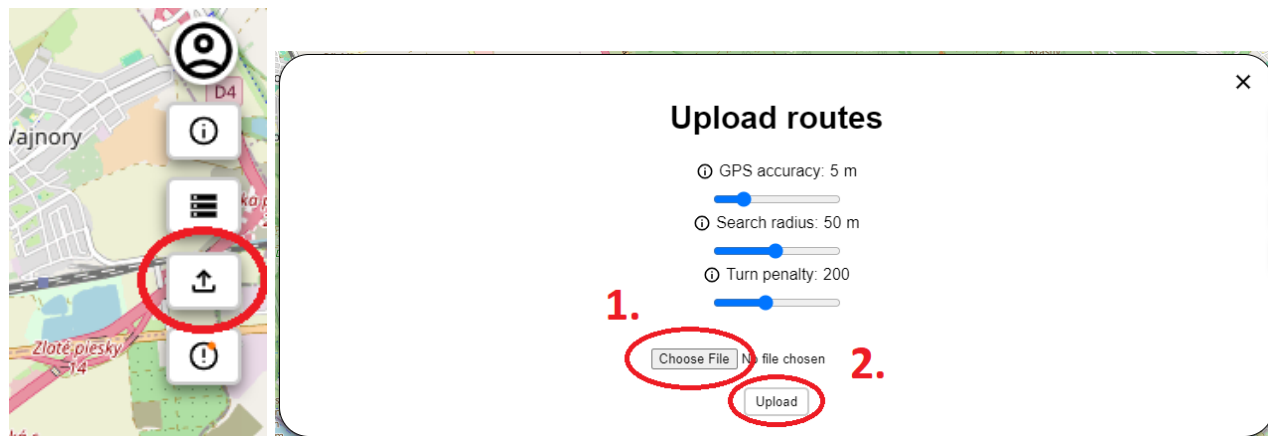 D4
Vajnory
ka p
Zlaté piesky
14
Upload routes
GPS accuracy: 5 m
Search radius: 50 m
Turn penalty: 200
1.
Choose File No file chosen
2.
Upload